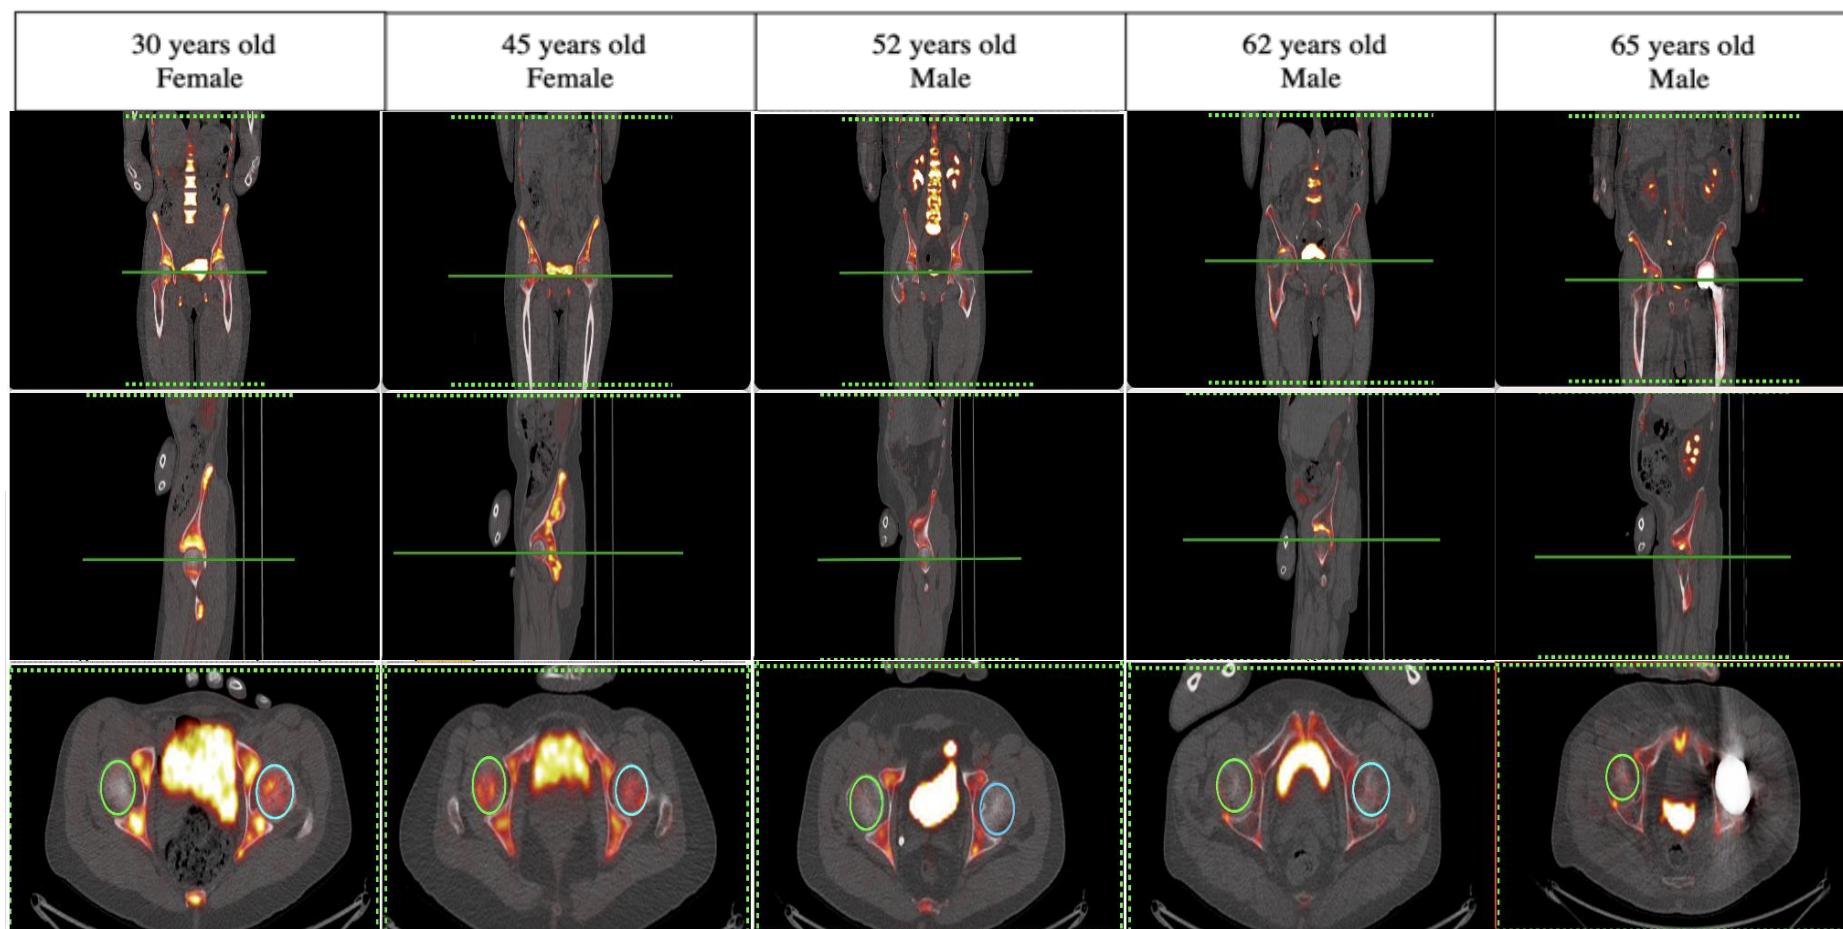 30 years old
Female
45 years old
Female
52 years old
Male
62 years old
Male
65 years old
Male